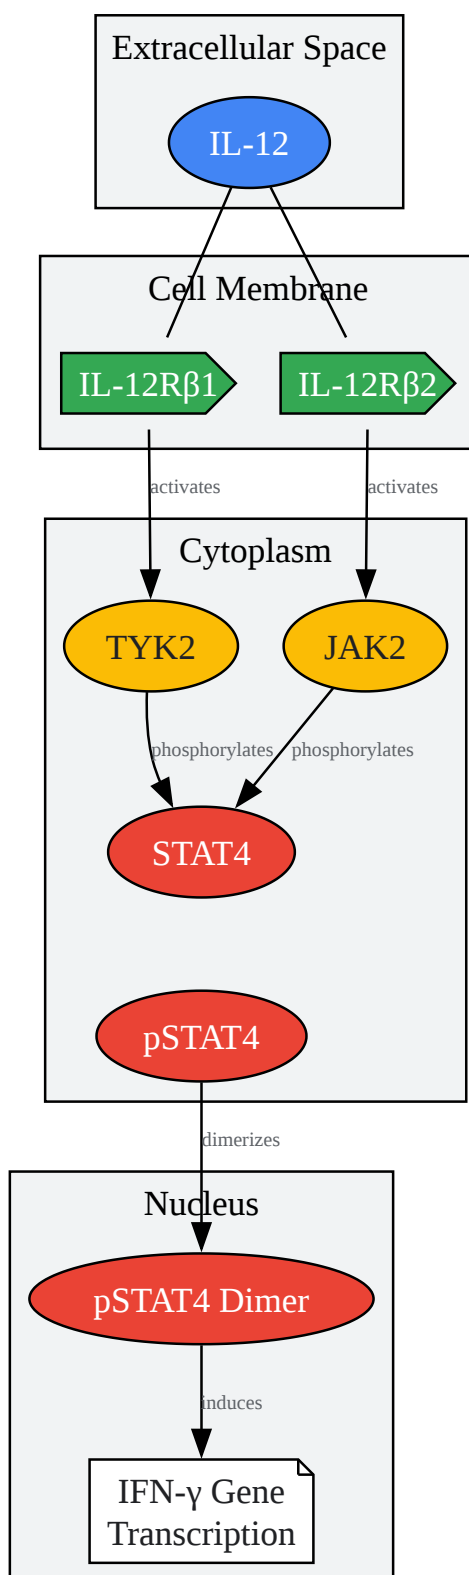 Extracellular Space
IL-12
Cell Membrane
IL-12Rβ1
IL-12Rβ2
activates
activates
Cytoplasm
TYK2
JAK2
phosphorylates
phosphorylates
STAT4
pSTAT4
dimerizes
Nucleus
pSTAT4 Dimer
induces
IFN-γ Gene
Transcription